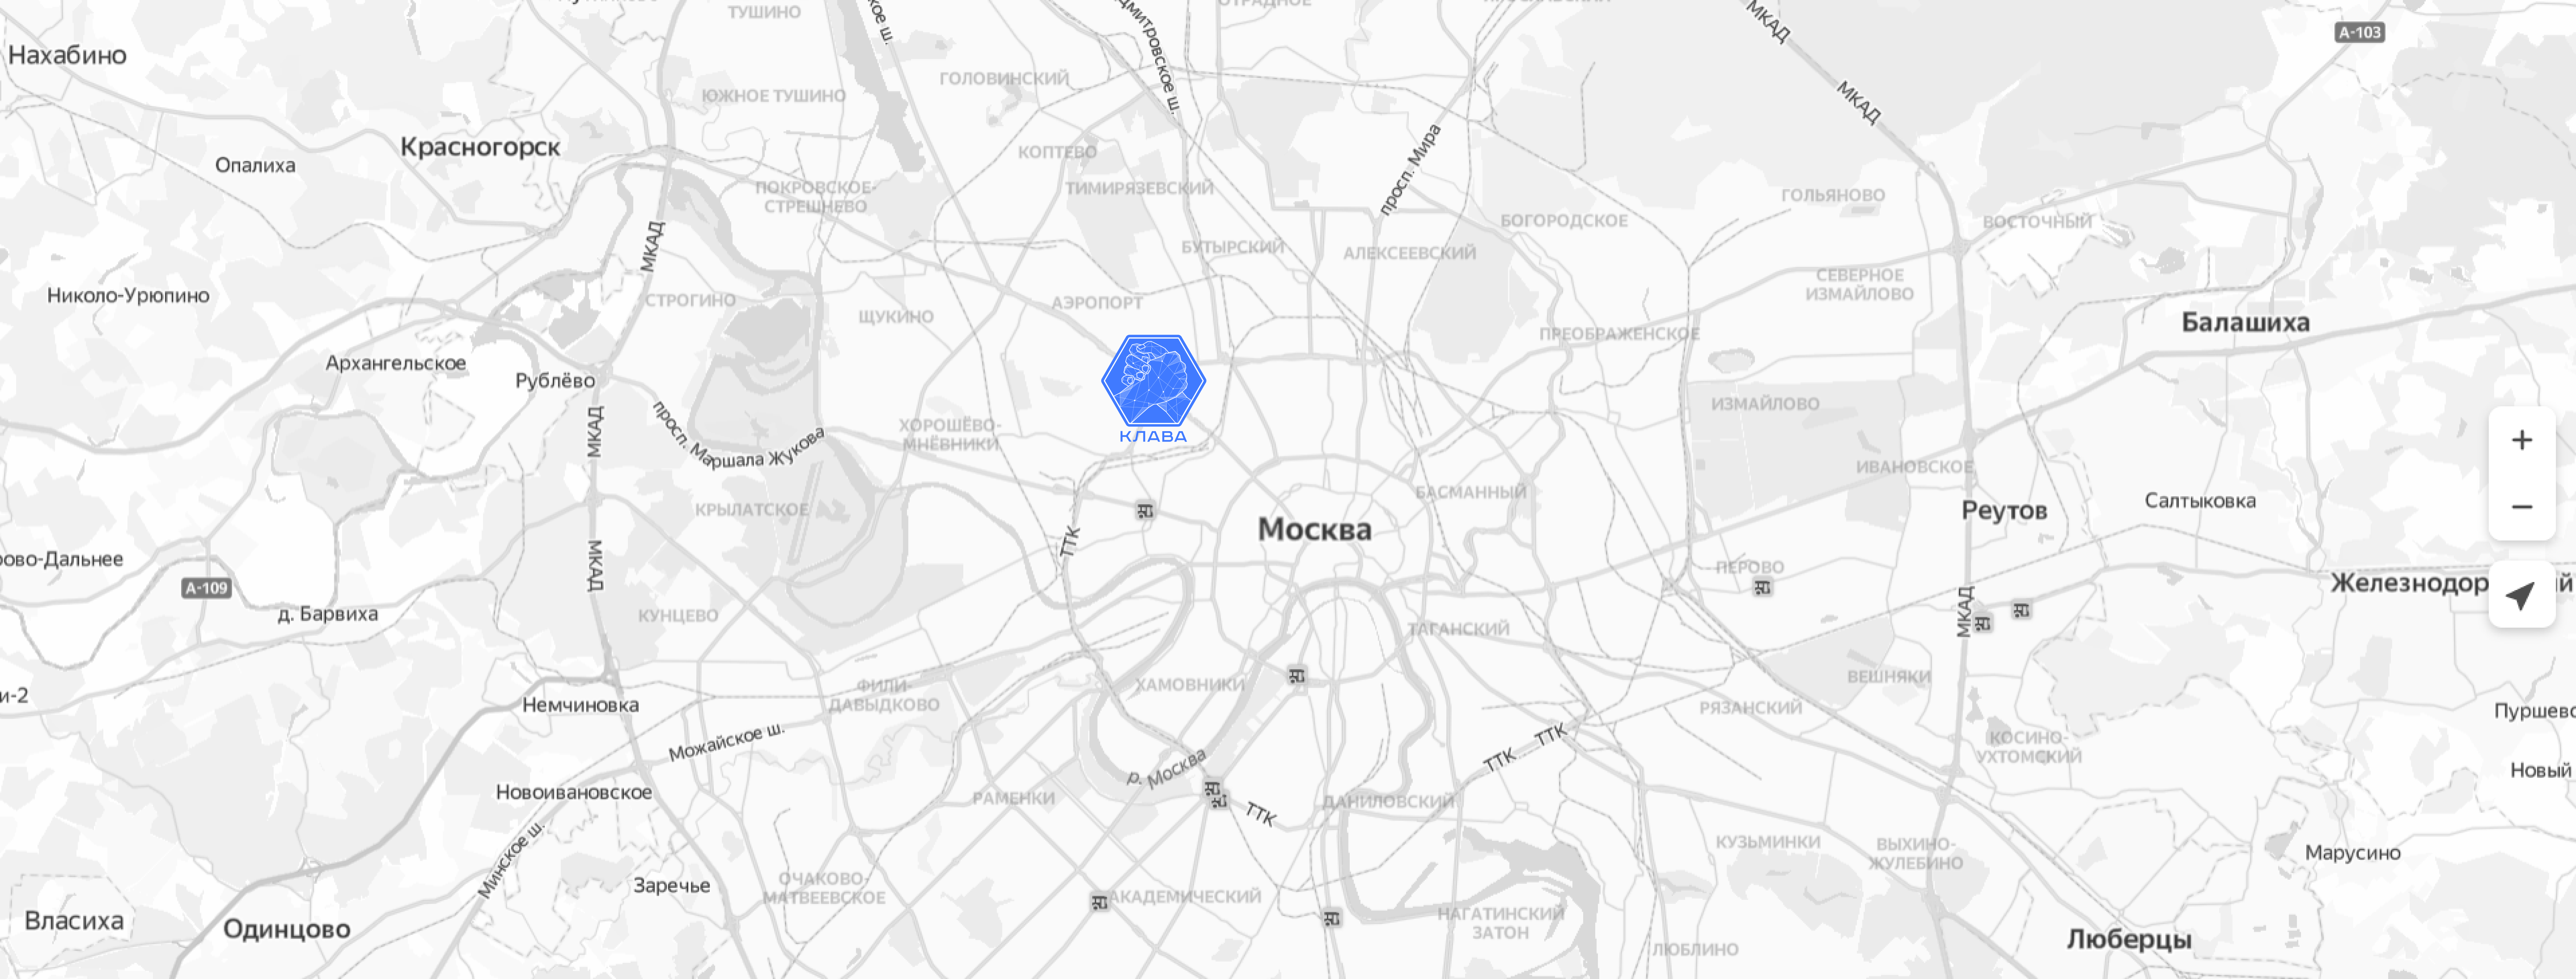 ТУШИНО
ОТРАДНОЕ
МКАД
А-103
Нахабино
Дмитровское ш.
ГОЛОВИНСКИЙ
ЮЖНОЕ ТУШИНО
МКАД
Красногорск
Опалиха
КОПТЕВО
просп. Мира
ТИМИРЯЗЕВСКИЙ
ПОКРОВСКОЕ-
СТРЕШНЕВО
ГОЛЬЯНОВО
БОГОРОДСКОЕ
ВОСТОЧНЫЙ
МКАД
БУТЫРСКИЙ
АЛЕКСЕЕВСКИЙ
СЕВЕРНОЕ
ИЗМАЙЛОВО
Николо-Урюпино
СТРОГИНО
АЭРОПОРТ
ЩУКИНО
Балашиха
ПРЕОБРАЖЕНСКОЕ
Архангельское
Рублёво
ИЗМАЙЛОВО
МКАД
просп. Маршала Жукова
ХОРОШЁВО-
МНЁВНИКИ
КЛАВА
ИВАНОВСКОЕ
БАСМАННЫЙ
Салтыковка
КРЫЛАТСКОЕ
Реутов
Москва
ТТК
МКАД
ПЕРОВО
А-109
д. Барвиха
КУНЦЕВО
МКАД
ТАГАНСКИЙ
ВЕШНЯКИ
ХАМОВНИКИ
ФИЛИ-
ДАВЫДКОВО
Немчиновка
РЯЗАНСКИЙ
Можайское ш.
ТТК
ТТК
КОСИНО-
УХТОМСКИЙ
р. Москва
Новый
Новоивановское
РАМЕНКИ
ДАНИЛОВСКИЙ
ТТК
КУЗЬМИНКИ
ВЫХИНО-
ЖУЛЕБИНО
Минское ш.
Марусино
Заречье
ОЧАКОВО-
МАТВЕЕВСКОЕ
АКАДЕМИЧЕСКИЙ
Власиха
Одинцово
НАГАТИНСКИЙ
ЗАТОН
Люберцы
ЛЮБЛИНО